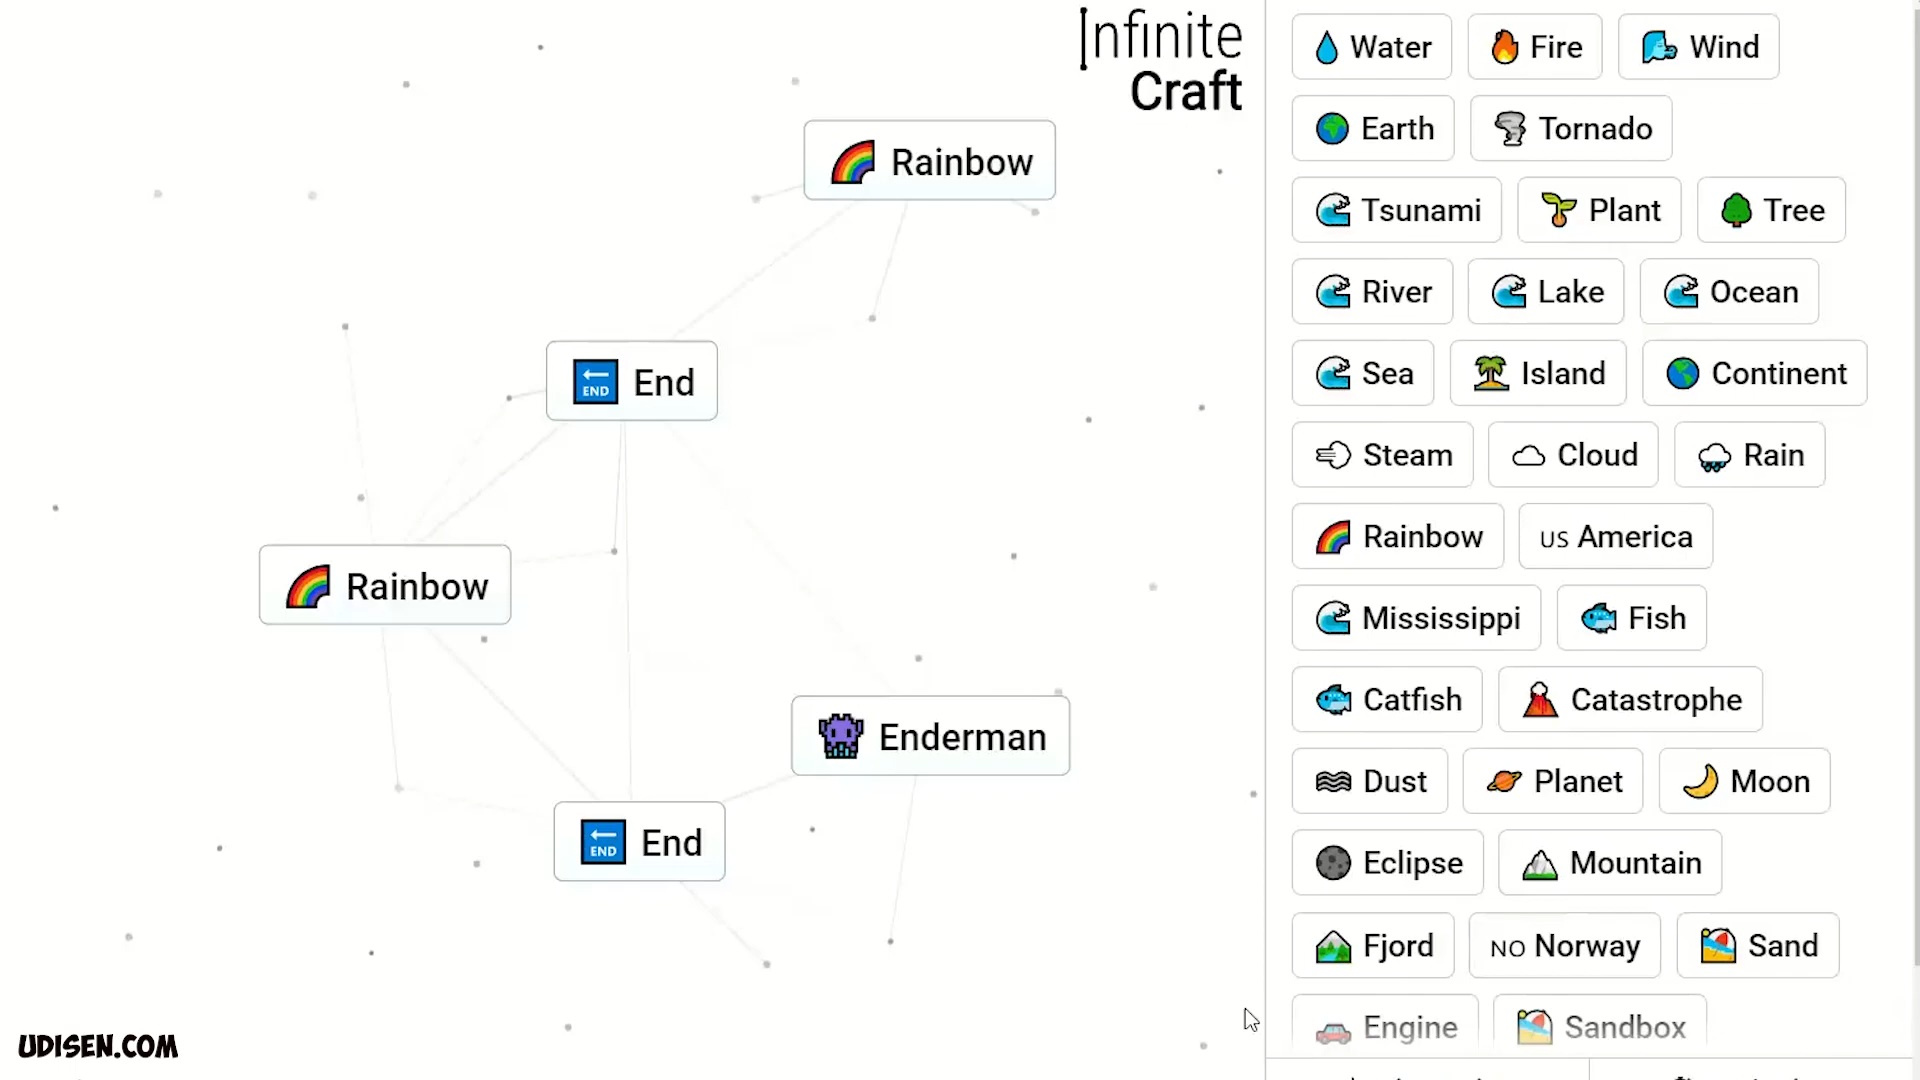 Infinite
Craft
Rainbow
END End
Rainbow
Enderman
END End
UDISEN.COM
Water Fire Wind
Earth Tornado
Tsunami Plant Tree
River Lake Ocean
Sea Island Continent
Steam Cloud Rain
Rainbow US America
Mississippi Fish
Catfish Catastrophe
Dust Planet Moon
Eclipse Mountain
Fjord NO Norway Sand
Engine Sandbox